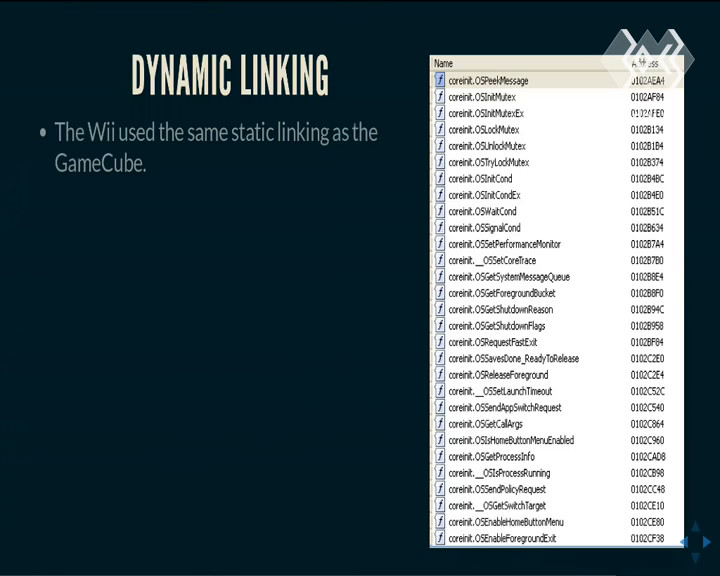 DYNAMIC LINKING
• The Wii used the same static linking as the
GameCube.
Name Address
coreinit.OSPeekMessage 0102AEA4
coreinit.OSInitMutex 0102AF84
coreinit.OSInitMutexEx 0102AFE0
coreinit.OSLockMutex 0102B134
coreinit.OSUnlockMutex 0102B1B4
coreinit.OSTryLockMutex 0102B374
coreinit.OSInitCond 0102B4BC
coreinit.OSInitCondEx 0102B4E0
coreinit.OSWaitCond 0102B51C
coreinit.OSSignalCond 0102B634
coreinit.OSSetPerformanceMonitor 0102B7A4
coreinit.__OSSetCoreTrace 0102B7B0
coreinit.OSGetSystemMessageQueue 0102B8E4
coreinit.OSGetForegroundBucket 0102B8F0
coreinit.OSGetShutdownReason 0102B94C
coreinit.OSGetShutdownFlags 0102B958
coreinit.OSRequestFastExit 0102BF84
coreinit.OSSavesDone_ReadyToRelease 0102C2E0
coreinit.OSReleaseForeground 0102C2E4
coreinit.__OSSetLaunchTimeout 0102C52C
coreinit.OSSendAppSwitchRequest 0102C540
coreinit.OSGetCallArgs 0102C864
coreinit.OSIsHomeButtonMenuEnabled 0102C960
coreinit.OSGetProcessInfo 0102CAD8
coreinit.__OSIsProcessRunning 0102CB98
coreinit.OSSendPolicyRequest 0102CC48
coreinit.__OSGetSwitchTarget 0102CE10
coreinit.OSEnableHomeButtonMenu 0102CE80
coreinit.OSEnableForegroundExit 0102CF38